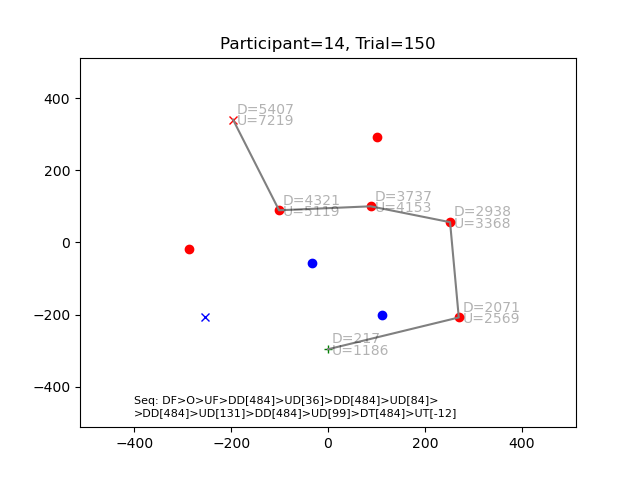 Participant=14, Trial=150
D=5407
U=7219
D=4321
U=5119
D=3737
U=4153
D=2938
U=3368
D=2071
U=2569
D=217
U=1186
Seq: DF>O>UF>DD[484]>UD[36]>DD[484]>UD[84]>
>DD[484]>UD[131]>DD[484]>UD[99]>DT[484]>UT[-12]
400
200
0
−200
−400
−400
−200
0
200
400